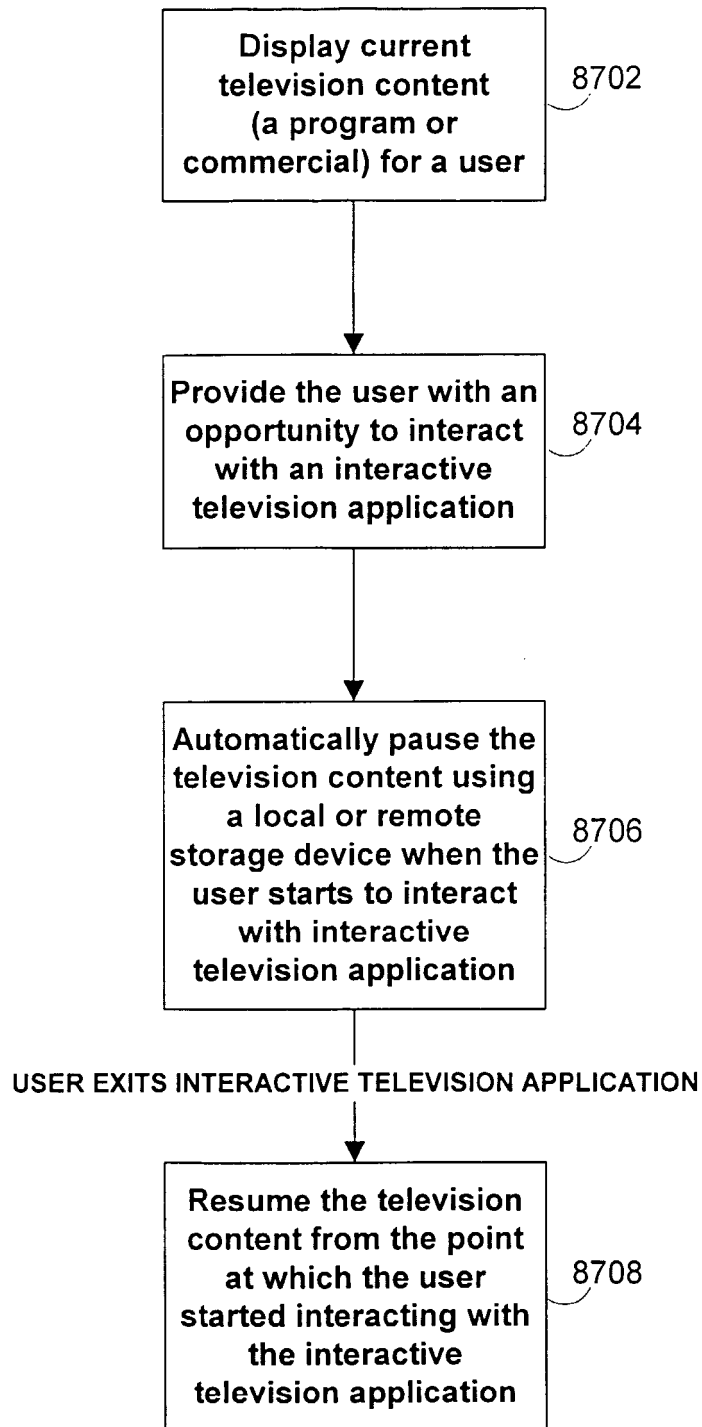 Display current
television content
(a program or
commercial) for a user
8702
Provide the user with an
opportunity to interact
with an interactive
television application
8704
Automatically pause the
television content using
a local or remote
storage device when the
user starts to interact
with interactive
television application
8706
USER EXITS INTERACTIVE TELEVISION APPLICATION
Resume the television
content from the point
at which the user
started interacting with
the interactive
television application
8708